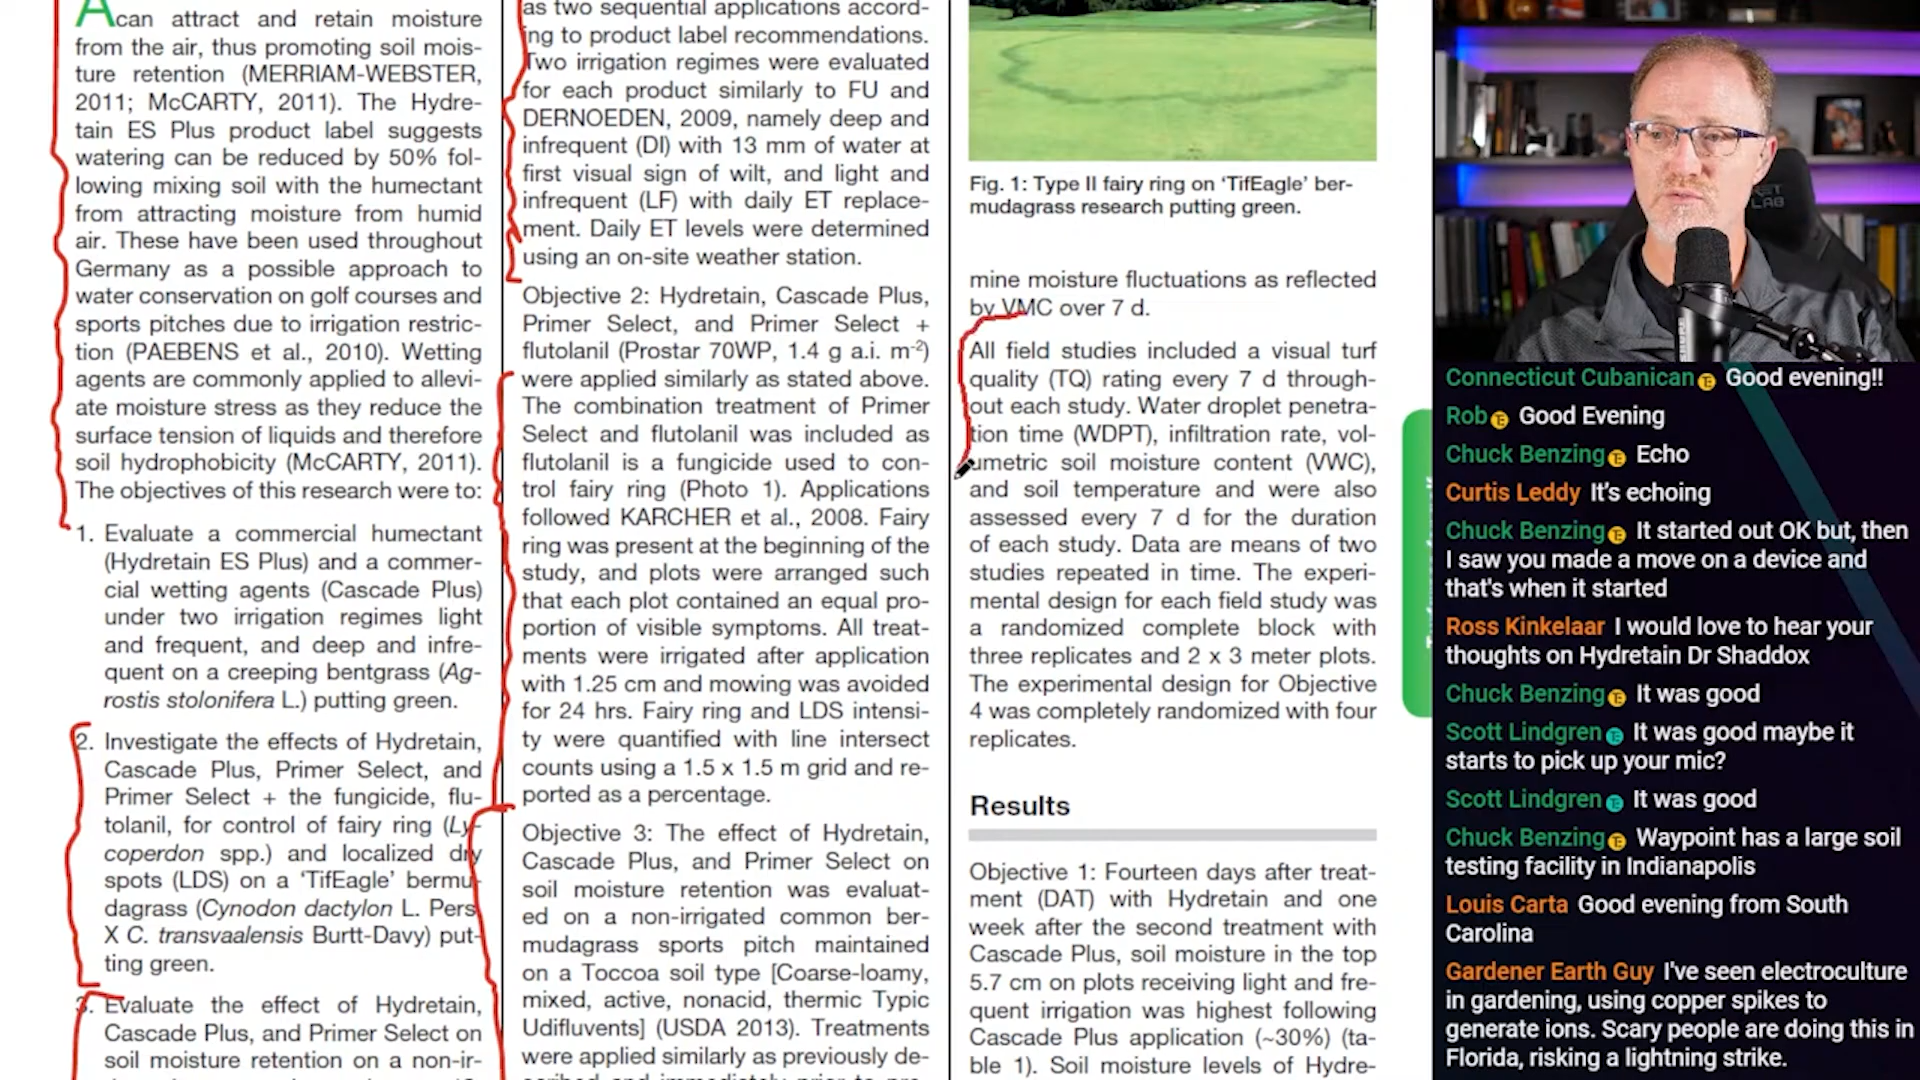 A can attract and retain moisture
from the air, thus promoting soil mois-
ture retention (MERRIAM-WEBSTER,
2011; McCARTY, 2011). The Hydre-
tain ES Plus product label suggests
watering can be reduced by 50% fol-
lowing mixing soil with the humectant
from attracting moisture from humid
air. These have been used throughout
Germany as a possible approach to
water conservation on golf courses and
sports pitches due to irrigation restric-
tion (PAEBENS et al., 2010). Wetting
agents are commonly applied to allevi-
ate moisture stress as they reduce the
surface tension of liquids and therefore
soil hydrophobicity (McCARTY, 2011).
The objectives of this research were to:
1. Evaluate a commercial humectant
(Hydretain ES Plus) and a commer-
cial wetting agents (Cascade Plus)
under two irrigation regimes light
and frequent, and deep and infre-
quent on a creeping bentgrass (Ag-
rostis stolonifera L.) putting green.
2. Investigate the effects of Hydretain,
Cascade Plus, Primer Select, and
Primer Select + the fungicide, flu-
tolanil, for control of fairy ring (Ly-
coperdon spp.) and localized dry
spots (LDS) on a ‘TifEagle’ bermu-
dagrass (Cynodon dactylon L. Pers
X C. transvaalensis Burtt-Davy) put-
ting green.
3. Evaluate the effect of Hydretain,
Cascade Plus, and Primer Select on
soil moisture retention on a non-ir-
as two sequential applications accord-
ing to product label recommendations.
Two irrigation regimes were evaluated
for each product similarly to FU and
DERNOEDEN, 2009, namely deep and
infrequent (DI) with 13 mm of water at
first visual sign of wilt, and light and
infrequent (LF) with daily ET replace-
ment. Daily ET levels were determined
using an on-site weather station.
Objective 2: Hydretain, Cascade Plus,
Primer Select, and Primer Select +
flutolanil (Prostar 70WP, 1.4 g a.i. m-2)
were applied similarly as stated above.
The combination treatment of Primer
Select and flutolanil was included as
flutolanil is a fungicide used to con-
trol fairy ring (Photo 1). Applications
followed KARCHER et al., 2008. Fairy
ring was present at the beginning of the
study, and plots were arranged such
that each plot contained an equal pro-
portion of visible symptoms. All treat-
ments were irrigated after application
with 1.25 cm and mowing was avoided
for 24 hrs. Fairy ring and LDS intensi-
ty were quantified with line intersect
counts using a 1.5 x 1.5 m grid and re-
ported as a percentage.
Objective 3: The effect of Hydretain,
Cascade Plus, and Primer Select on
soil moisture retention was evaluat-
ed on a non-irrigated common ber-
mudagrass sports pitch maintained
on a Toccoa soil type [Coarse-loamy,
mixed, active, nonacid, thermic Typic
Udifluvents] (USDA 2013). Treatments
were applied similarly as previously de-
Fig. 1: Type II fairy ring on ‘TifEagle’ ber-
mudagrass research putting green.
mine moisture fluctuations as reflected
by VMC over 7 d.
All field studies included a visual turf
quality (TQ) rating every 7 d through-
out each study. Water droplet penetra-
tion time (WDPT), infiltration rate, vol-
umetric soil moisture content (VWC),
and soil temperature and were also
assessed every 7 d for the duration
of each study. Data are means of two
studies repeated in time. The experi-
mental design for each field study was
a randomized complete block with
three replicates and 2 x 3 meter plots.
The experimental design for Objective
4 was completely randomized with four
replicates.
Results
Objective 1: Fourteen days after treat-
ment (DAT) with Hydretain and one
week after the second treatment with
Cascade Plus, soil moisture in the top
5.7 cm on plots receiving light and fre-
quent irrigation was highest following
Cascade Plus application (~30%) (ta-
ble 1). Soil moisture levels of Hydre-
Connecticut Cubanican Good evening!!
Rob Good Evening
Chuck Benzing Echo
Curtis Leddy It’s echoing
Chuck Benzing It started out OK but, then
I saw you made a move on a device and
that's when it started
Ross Kinkelaar I would love to hear your
thoughts on Hydretain Dr Shaddox
Chuck Benzing It was good
Scott Lindgren It was good maybe it
starts to pick up your mic?
Scott Lindgren It was good
Chuck Benzing Waypoint has a large soil
testing facility in Indianapolis
Louis Carta Good evening from South
Carolina
Gardener Earth Guy I've seen electroculture
in gardening, using copper spikes to
generate ions. Scary people are doing this in
Florida, risking a lightning strike.